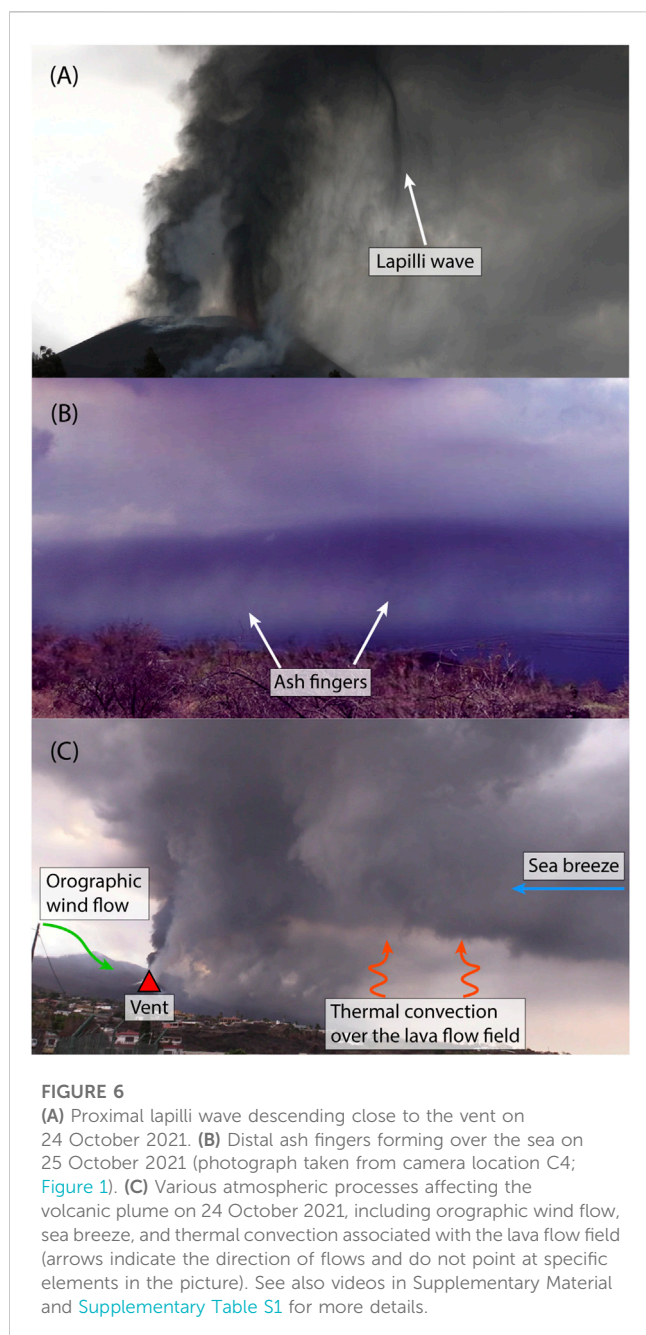 (A)
Lapilli wave
(B)
Ash fingers
(C)
Orographic
wind flow
Sea breeze
Vent
Thermal convection
over the lava flow field
FIGURE 6
(A) Proximal lapilli wave descending close to the vent on
24 October 2021. (B) Distal ash fingers forming over the sea on
25 October 2021 (photograph taken from camera location C4;
Figure 1). (C) Various atmospheric processes affecting the
volcanic plume on 24 October 2021, including orographic wind flow,
sea breeze, and thermal convection associated with the lava flow field
(arrows indicate the direction of flows and do not point at specific
elements in the picture). See also videos in Supplementary Material
and Supplementary Table S1 for more details.